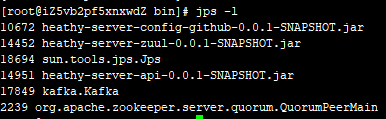 [root@iZ5vb2pf5xnxwdZ bin]# jps -l
10672 heathy-server-config-github-0.0.1-SNAPSHOT.jar
14452 heathy-server-zuul-0.0.1-SNAPSHOT.jar
18694 sun.tools.jps.Jps
14951 heathy-server-api-0.0.1-SNAPSHOT.jar
17849 kafka.Kafka
2239 org.apache.zookeeper.server.quorum.QuorumPeerMain